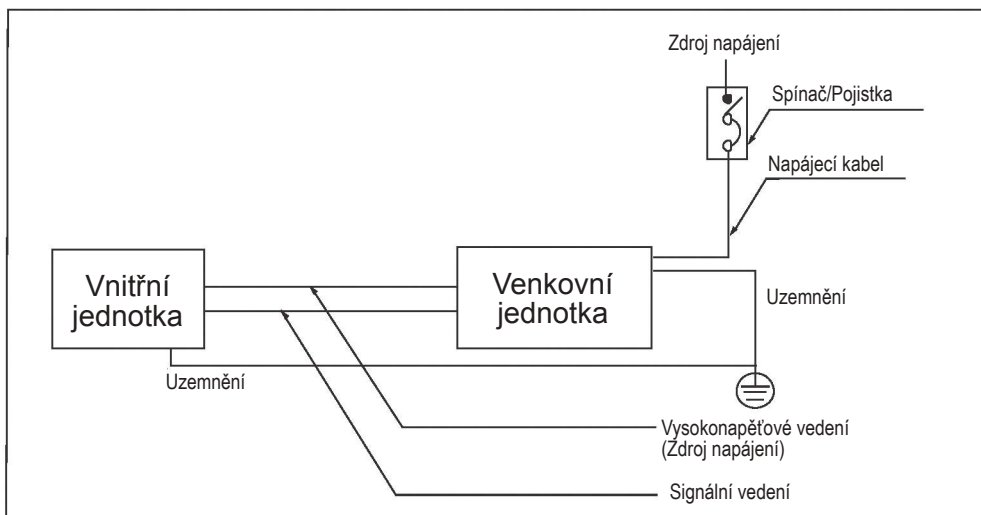 Zdroj napájení
Spínač/Pojistka
Napájecí kabel
Vnitřní
jednotka
Venkovní
jednotka
Uzemnění
Uzemnění
Vysokonapěťové vedení
(Zdroj napájení)
Signální vedení